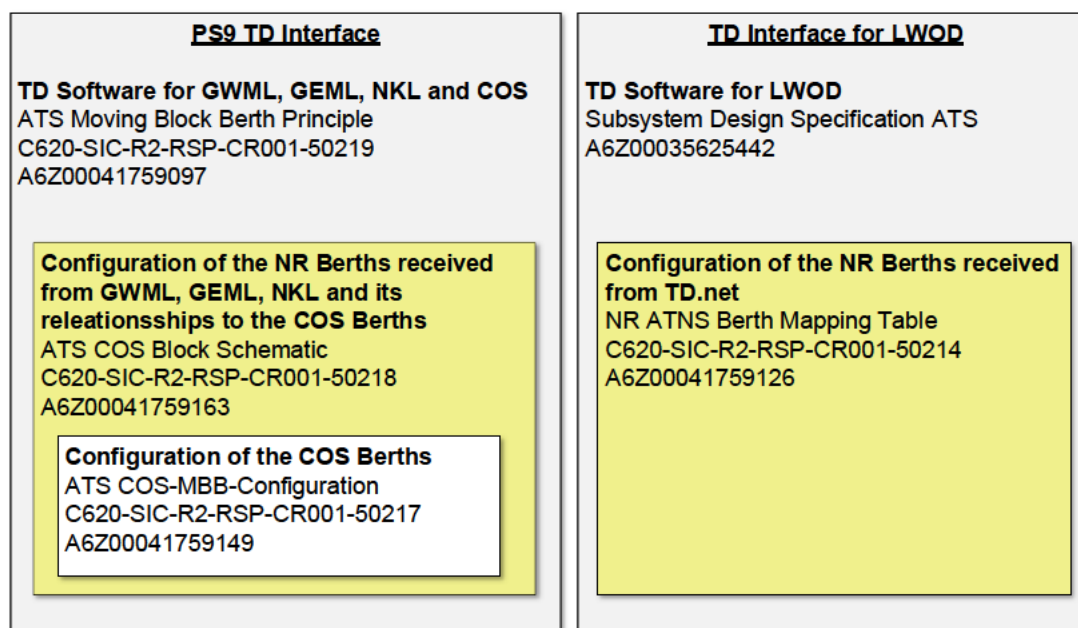 PS9 TD Interface
TD Software for GWML, GEML, NKL and COS
ATS Moving Block Berth Principle
C620-SIC-R2-RSP-CR001-50219
A6Z00041759097
Configuration of the NR Berths received
from GWML, GEML, NKL and its
releationsships to the COS Berths
ATS COS Block Schematic
C620-SIC-R2-RSP-CR001-50218
A6Z00041759163
Configuration of the COS Berths
ATS COS-MBB-Configuration
C620-SIC-R2-RSP-CR001-50217
A6Z00041759149
TD Interface for LWOD
TD Software for LWOD
Subsystem Design Specification ATS
A6Z00035625442
Configuration of the NR Berths received
from TD.net
NR ATNS Berth Mapping Table
C620-SIC-R2-RSP-CR001-50214
A6Z00041759126